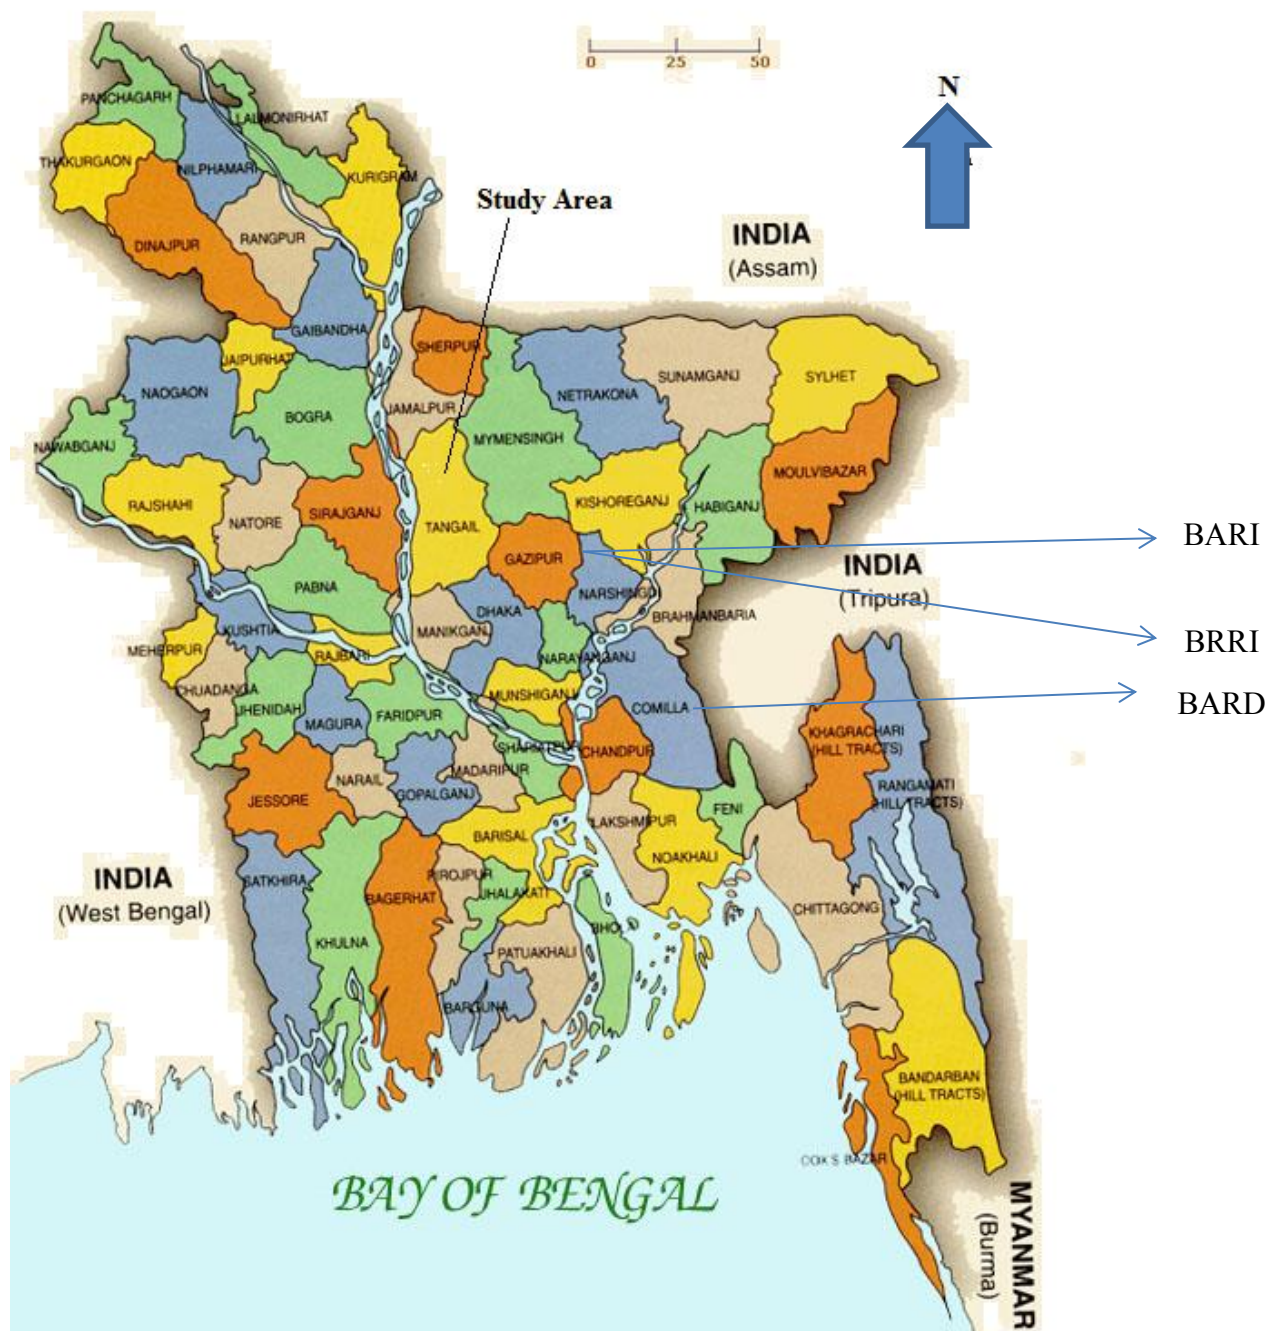 0 25 50
N
PANCHAGARH
LALMONIRHAT
THAKURGAON
NILPHAMARI
KURIGRAM
Study Area
DINAJPUR
RANGPUR
INDIA
(Assam)
GAIBANDHA
JAIPURHAT
SHERPUR
NAOGAON
NETRAKONA
SUNAMGANJ
SYLHET
BOGRA
JAMALPUR
MYMENSINGH
NAWABGANJ
MOULVIBAZAR
RAJSHAHI
NATORE
SIRAJGANJ
TANGAIL
KISHOREGANJ
HABIGANJ
BARI
GAZIPUR
INDIA
(Tripura)
PABNA
DHAKA
NARSHINGDI
BRAHMANBARIA
KUSHTIA
MANIKGANJ
BRRI
MEHERPUR
RAJBARI
NARAYANGANJ
CHUADANGA
JHENIDAH
MAGURA
FARIDPUR
MUNSHIGANJ
COMILLA
BARD
SHARIATPUR
CHANDPUR
KHAGRACHARI
(HILL TRACTS)
JESSORE
NARAIL
GOPALGANJ
MADARIPUR
RANGAMATI
(HILL TRACTS)
LAKSHMIPUR
FENI
BARISAL
NOAKHALI
INDIA
(West Bengal)
SATKHIRA
BAGERHAT
PIROJPUR
JHALAKATI
CHITTAGONG
KHULNA
PATUAKHALI
BHOLA
BARGUNA
BANDARBAN
(HILL TRACTS)
COX'S BAZAR
BAY OF BENGAL
MYANMAR
(Burma)